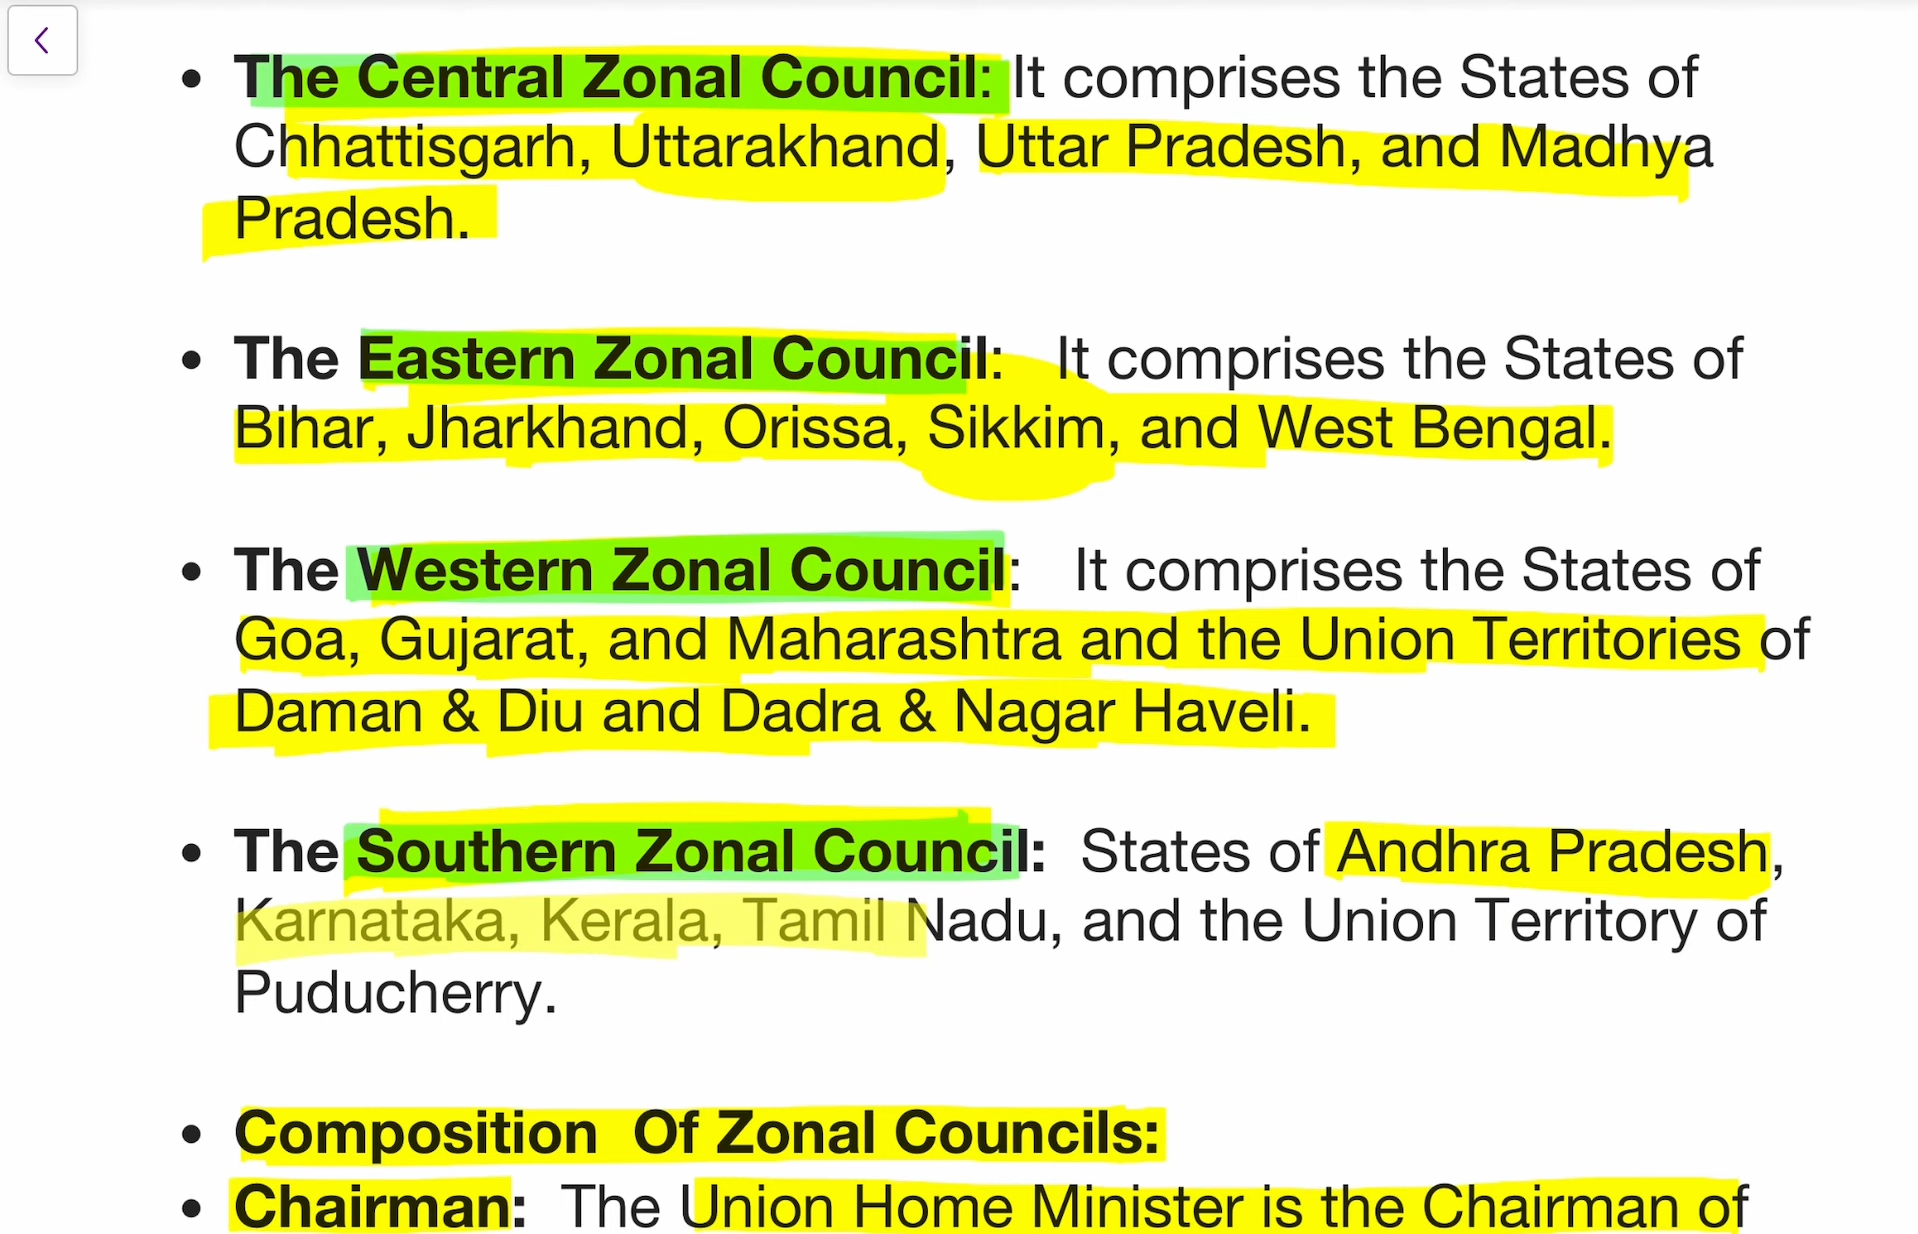 • The Central Zonal Council: It comprises the States of
Chhattisgarh, Uttarakhand, Uttar Pradesh, and Madhya
Pradesh.
• The Eastern Zonal Council: It comprises the States of
Bihar, Jharkhand, Orissa, Sikkim, and West Bengal.
• The Western Zonal Council: It comprises the States of
Goa, Gujarat, and Maharashtra and the Union Territories of
Daman & Diu and Dadra & Nagar Haveli.
• The Southern Zonal Council: States of Andhra Pradesh,
Karnataka, Kerala, Tamil Nadu, and the Union Territory of
Puducherry.
• Composition Of Zonal Councils:
• Chairman: The Union Home Minister is the Chairman of